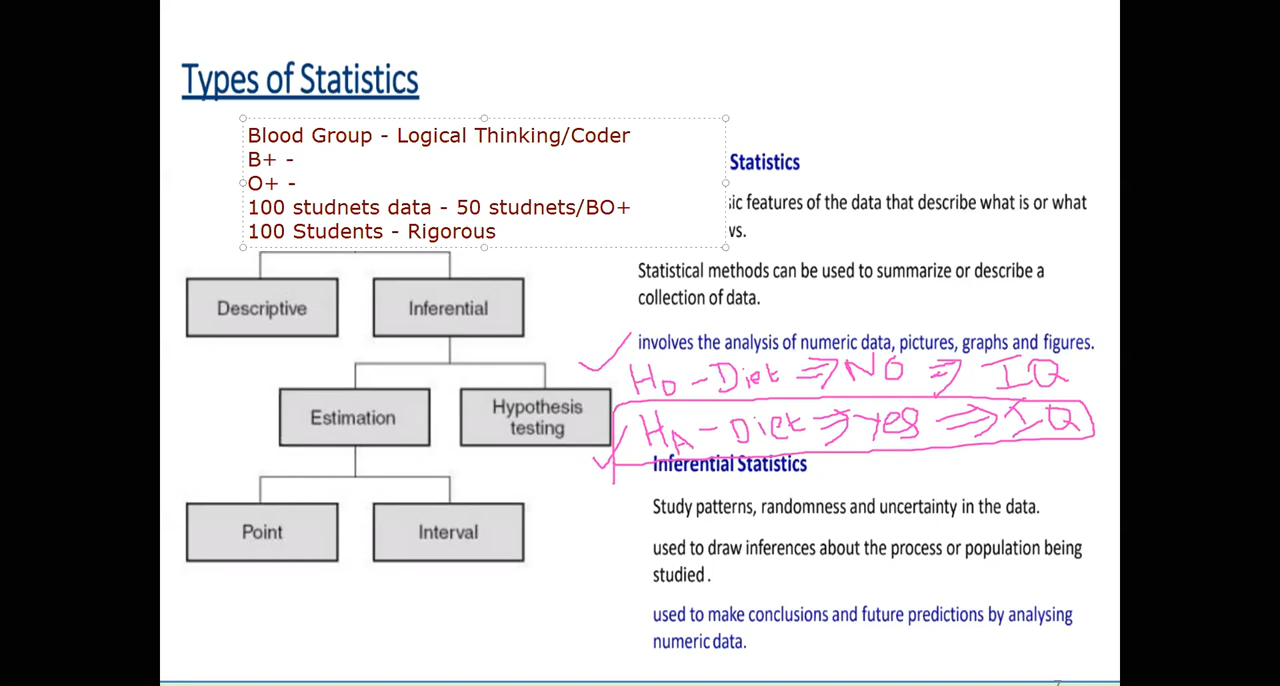 Types of Statistics
Blood Group - Logical Thinking/Coder
B+ -
O+ -
100 studnets data - 50 studnets/BO+
100 Students - Rigorous
Descriptive
Inferential
Estimation
Hypothesis
testing
Point
Interval
Statistics
features of the data that describe what is or what
Statistical methods can be used to summarize or describe a
collection of data.
involves the analysis of numeric data, pictures, graphs and figures.
H0 - Diet => NO => IQ
HA - Diet => Yes => IQ
Inferential Statistics
Study patterns, randomness and uncertainty in the data.
used to draw inferences about the process or population being
studied.
used to make conclusions and future predictions by analysing
numeric data.